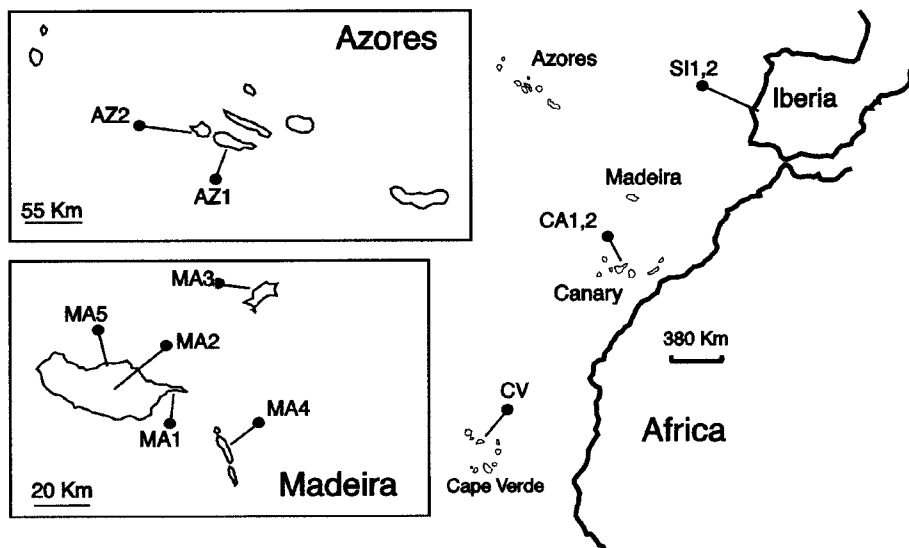 Azores
AZ2
AZ1
55 Km
MA3
MA5
MA2
MA4
MA1
20 Km
Madeira
Azores
SI1,2
Iberia
Madeira
CA1,2
Canary
380 Km
CV
Africa
Cape Verde